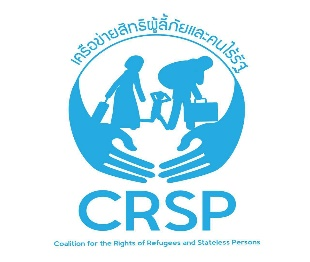 เครือข่ายสิทธิผู้ลี้ภัยและคนไร้รัฐ
CRSP
Coalition for the Rights of Refugees and Stateless Persons